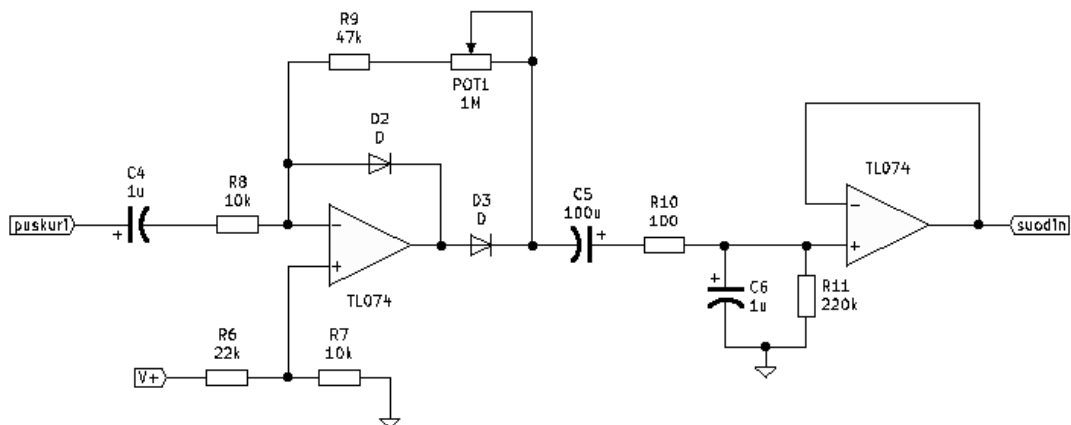 R9
47k
POT1
1M
D2
D
C4
1u
R8
10k
TL074
C5
100u
R10
100
D3
D
puskuri
+
-
+
TL074
+
-
+
suodin
+
C6
1u
R11
220k
R6
22k
R7
10k
V+